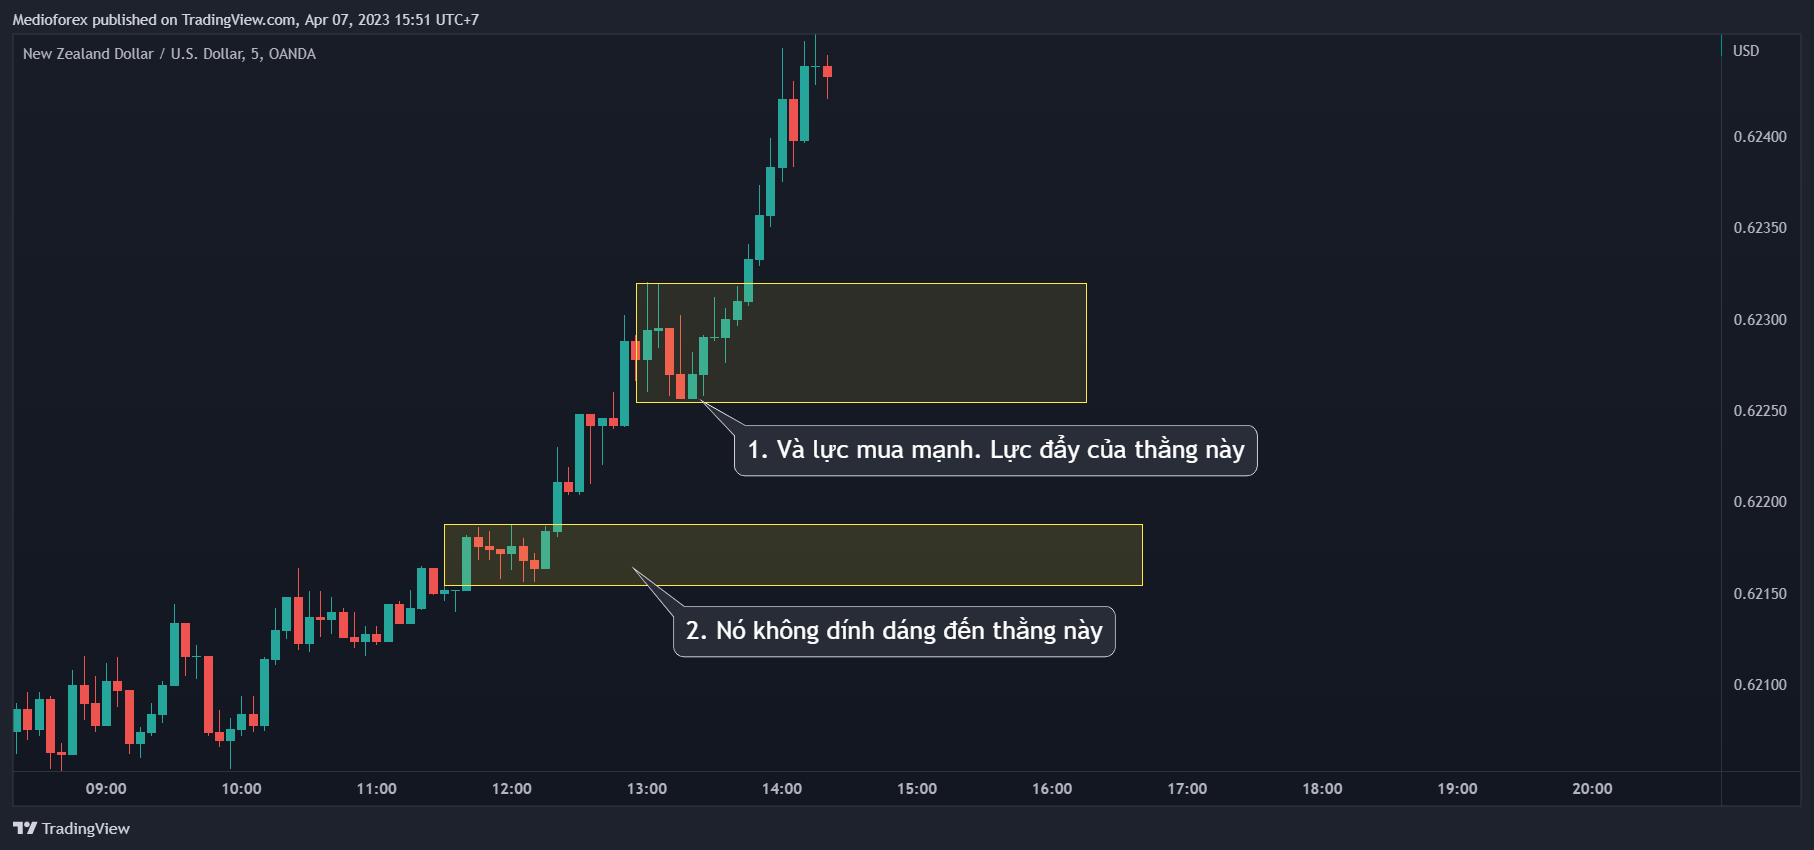 Medioforex published on TradingView.com, Apr 07, 2023 15:51 UTC+7
New Zealand Dollar / U.S. Dollar, 5, OANDA
USD
0.62400
0.62350
0.62300
0.62250
1. Và lực mua mạnh. Lực đẩy của thằng này
0.62200
0.62150
2. Nó không dính dáng đến thằng này
0.62100
09:00 10:00 11:00 12:00 13:00 14:00 15:00 16:00 17:00 18:00 19:00 20:00
TradingView